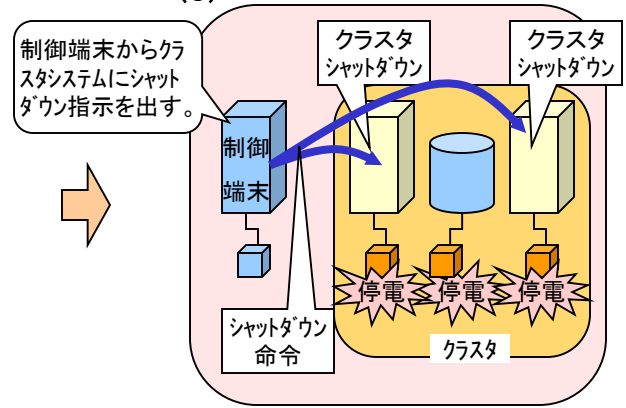 制御端末からクラ
スタシステムにシャット
ダウン指示を出す。
クラスタ
シャットダウン
クラスタ
シャットダウン
制御
端末
停電
停電
停電
シャットダウン
命令
クラスタ